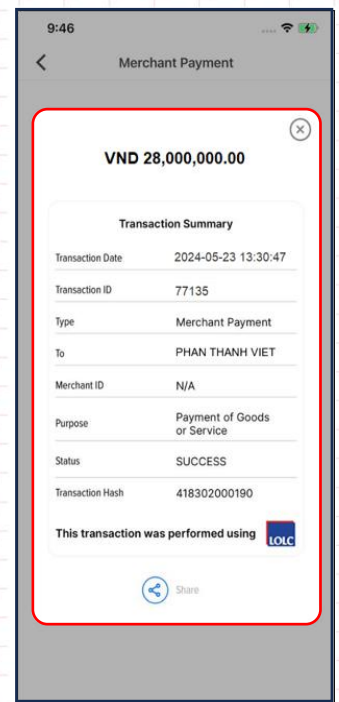 9:46
Merchant Payment
VND 28,000,000.00
Transaction Summary
Transaction Date 2024-05-23 13:30:47
Transaction ID 77135
Type Merchant Payment
To PHAN THANH VIET
Merchant ID N/A
Purpose Payment of Goods
or Service
Status SUCCESS
Transaction Hash 418302000190
This transaction was performed using LOLC
Share